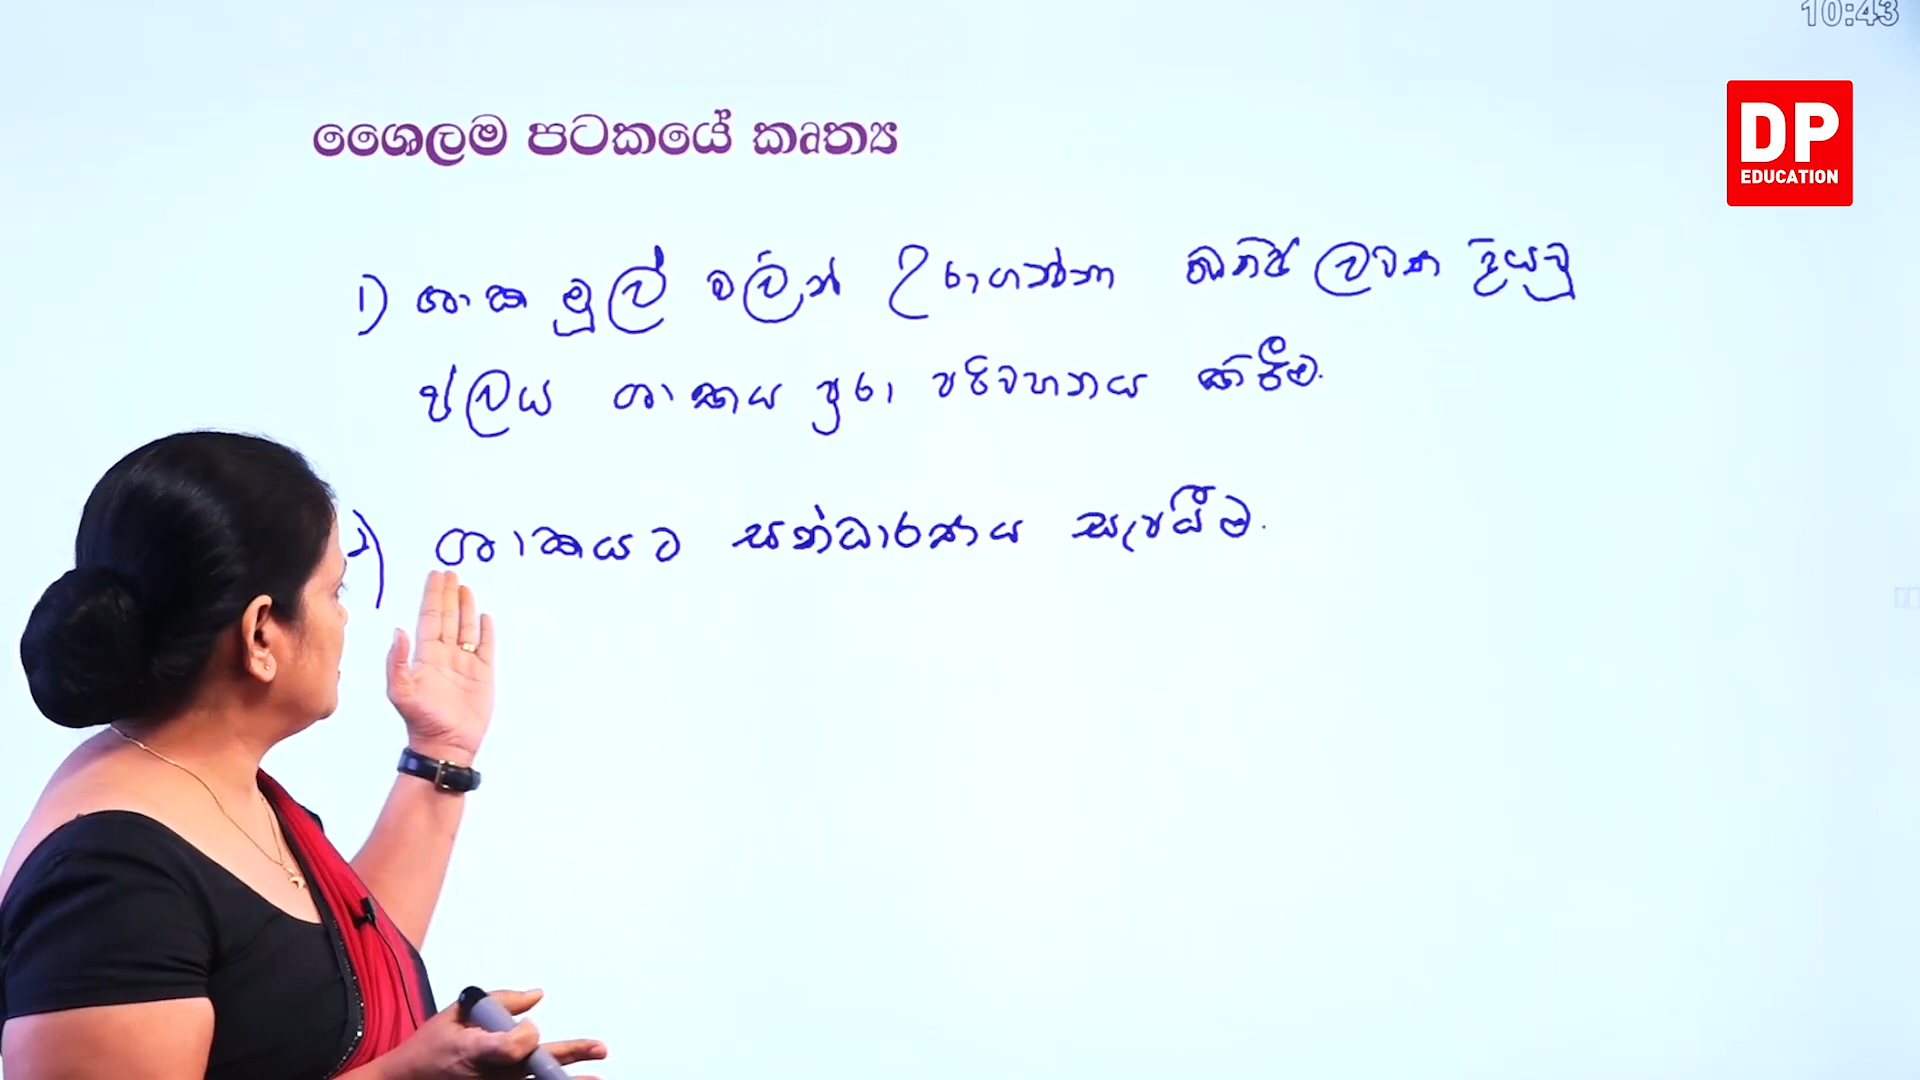 10:43
DP
EDUCATION
ශෛලම පටකයේ කෘත්‍ය
1) ශාක මුල් වලින් උරාගන්නා ඛනිජ ලවණ දියවූ
ජලය ශාකය පුරා පරිවහනය කිරීම.
2) ශාකයට සන්ධාරණය සැපයීම.